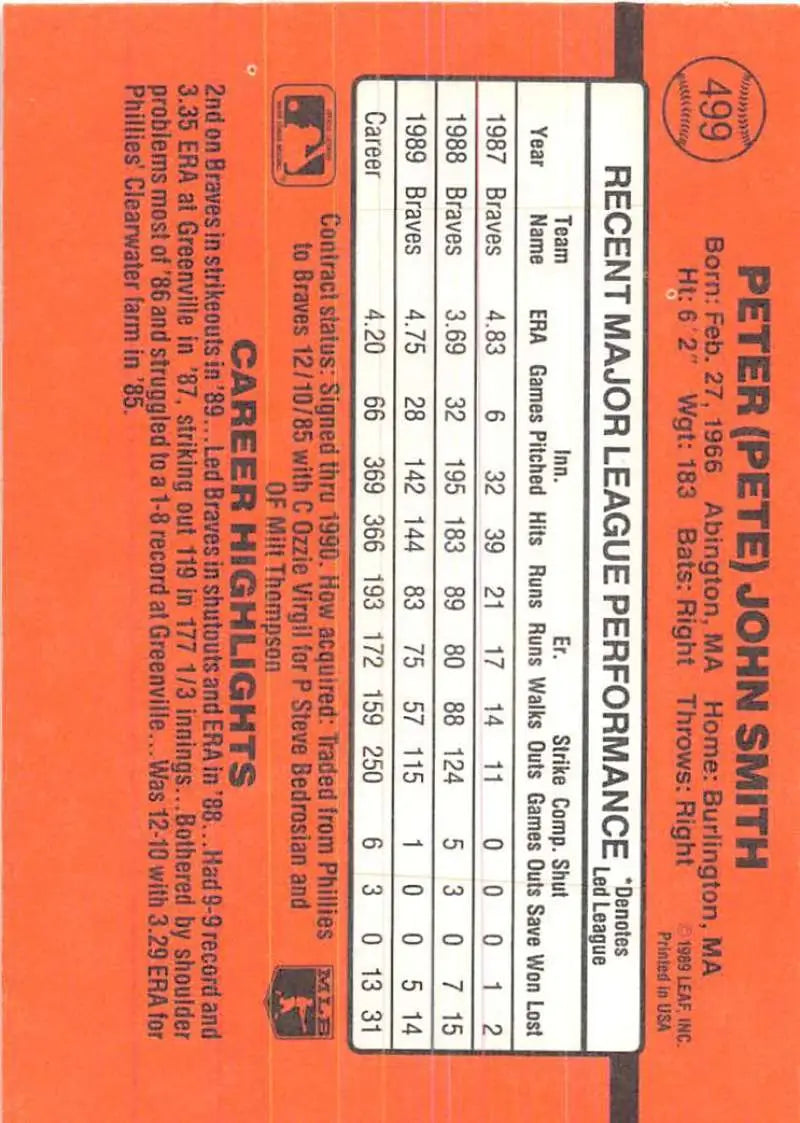 499
PETER (PETE) JOHN SMITH
Born: Feb. 27, 1966 Abington, MA Home: Burlington, MA
Ht: 6'2" Wgt: 183 Bats: Right Throws: Right
©1989 LEAF, INC.
Printed in USA
RECENT MAJOR LEAGUE PERFORMANCE *Denotes
Led League
Team Inn. Er. Strike Comp. Shut
Year Name ERA Games Pitched Hits Runs Runs Walks Outs Games Outs Save Won Lost
1987 Braves 4.83 6 32 39 21 17 14 11 0 0 0 1 2
1988 Braves 3.69 32 195 183 89 80 88 124 5 3 0 7 15
1989 Braves 4.75 28 142 144 83 75 57 115 1 0 0 5 14
Career 4.20 66 369 366 193 172 159 250 6 3 0 13 31
Contract status: Signed thru 1990. How acquired: Traded from Phillies
to Braves 12/10/85 with C Ozzie Virgil for P Steve Bedrosian and
OF Milt Thompson
MLB
CAREER HIGHLIGHTS
2nd on Braves in strikeouts in '89... Led Braves in shutouts and ERA in '88... Had 9-9 record and
3.35 ERA at Greenville in '87, striking out 119 in 177 1/3 innings... Bothered by shoulder
problems most of '86 and struggled to a 1-8 record at Greenville... Was 12-10 with 3.29 ERA for
Phillies' Clearwater farm in '85.